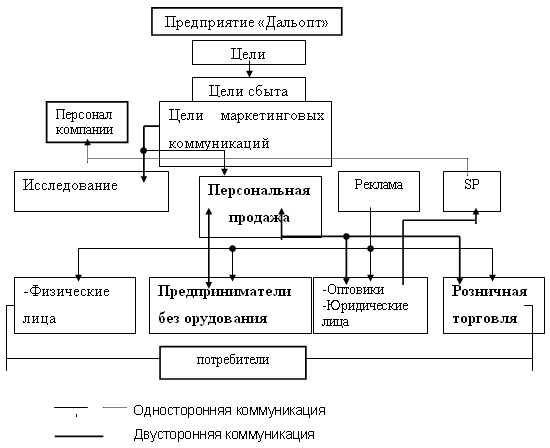 Предприятие «Дальопт»
Цели
Цели сбыта
Цели маркетинговых
коммуникаций
Персонал
компании
Исследование
Персональная
продажа
Реклама
SP
-Физические
лица
Предприниматели
без орудования
-Оптовики
-Юридические
лица
Розничная
торговля
потребители
Односторонняя коммуникация
Двусторонняя коммуникация